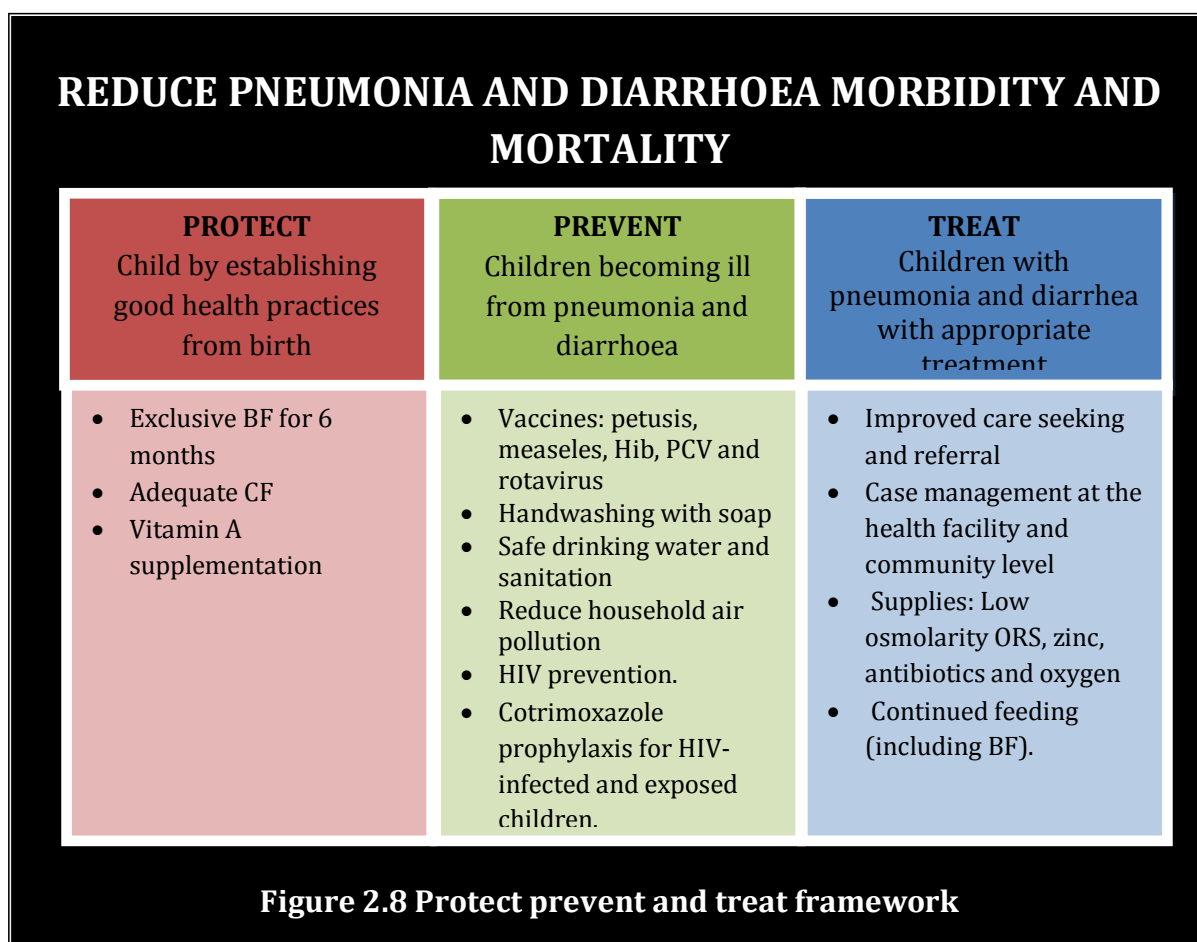 REDUCE PNEUMONIA AND DIARRHOEA MORBIDITY AND
MORTALITY
PROTECT
Child by establishing
good health practices
from birth
PREVENT
Children becoming ill
from pneumonia and
diarrhoea
TREAT
Children with
pneumonia and diarrhea
with appropriate
treatment
• Exclusive BF for 6
months
• Adequate CF
• Vitamin A
supplementation
• Vaccines: petusis,
measeles, Hib, PCV and
rotavirus
• Handwashing with soap
• Safe drinking water and
sanitation
• Reduce household air
pollution
• HIV prevention.
• Cotrimoxazole
prophylaxis for HIV-
infected and exposed
children.
• Improved care seeking
and referral
• Case management at the
health facility and
community level
• Supplies: Low
osmolarity ORS, zinc,
antibiotics and oxygen
• Continued feeding
(including BF).
Figure 2.8 Protect prevent and treat framework